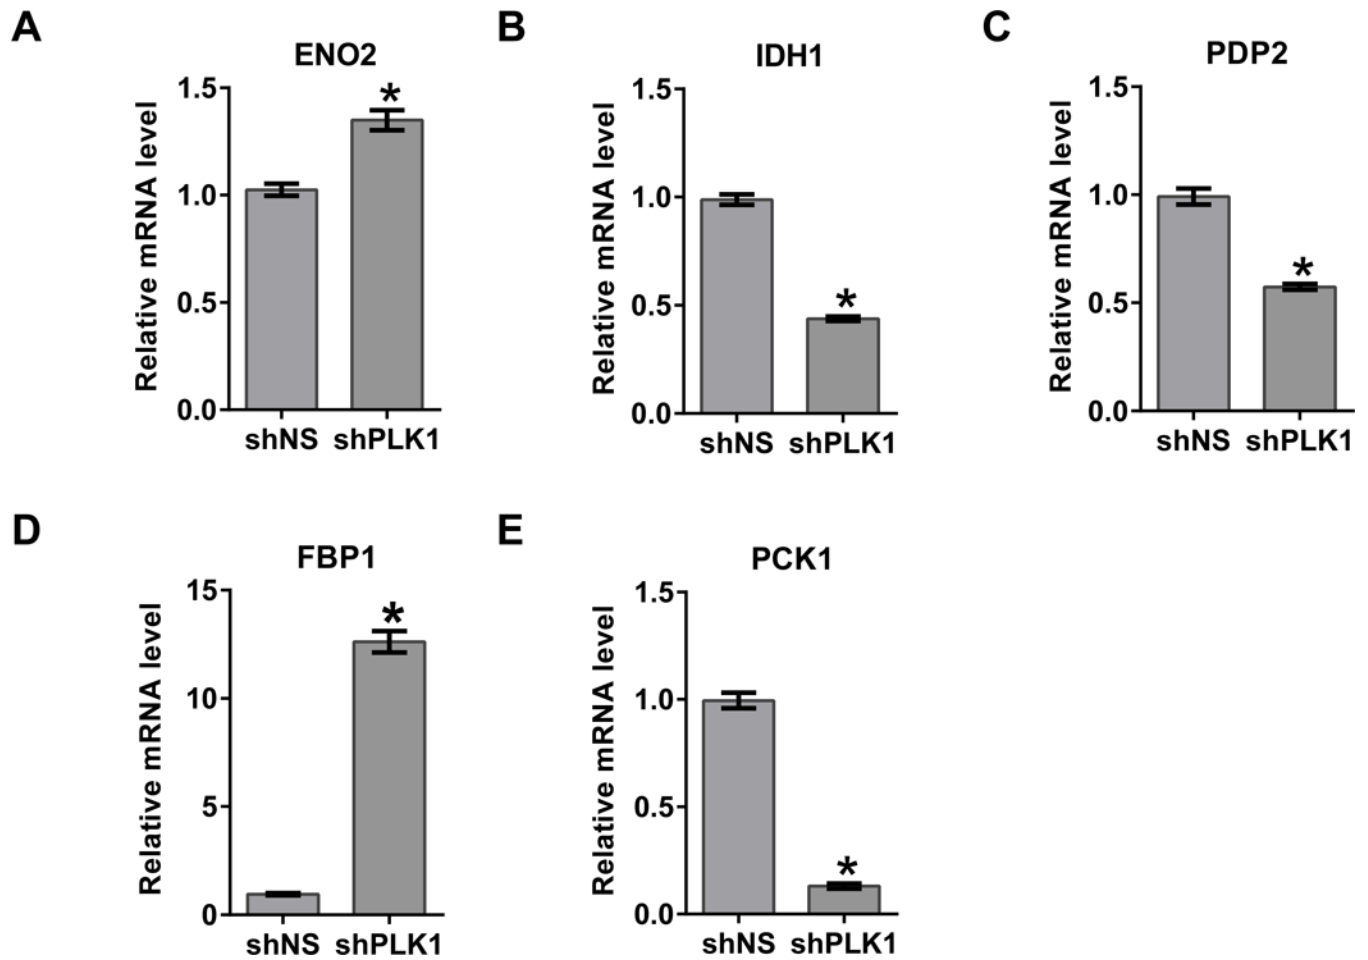 A
ENO2
Relative mRNA level
1.5
1.0
0.5
0.0
*
shNS shPLK1
B
IDH1
Relative mRNA level
1.5
1.0
0.5
0.0
*
shNS shPLK1
C
PDP2
Relative mRNA level
1.5
1.0
0.5
0.0
*
shNS shPLK1
D
FBP1
Relative mRNA level
15
10
5
0
*
shNS shPLK1
E
PCK1
Relative mRNA level
1.5
1.0
0.5
0.0
*
shNS shPLK1